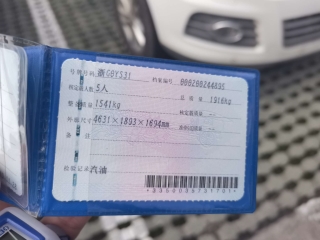 号牌号码 浙G0Y531 档案编号 000200244895
核定载人数 5人 总质量 1916Kg
整备质量 1541Kg 核定载质量 --
外廓尺寸 4631×1893×1694mm 准牵引总质量 --
备注
检验记录 汽油